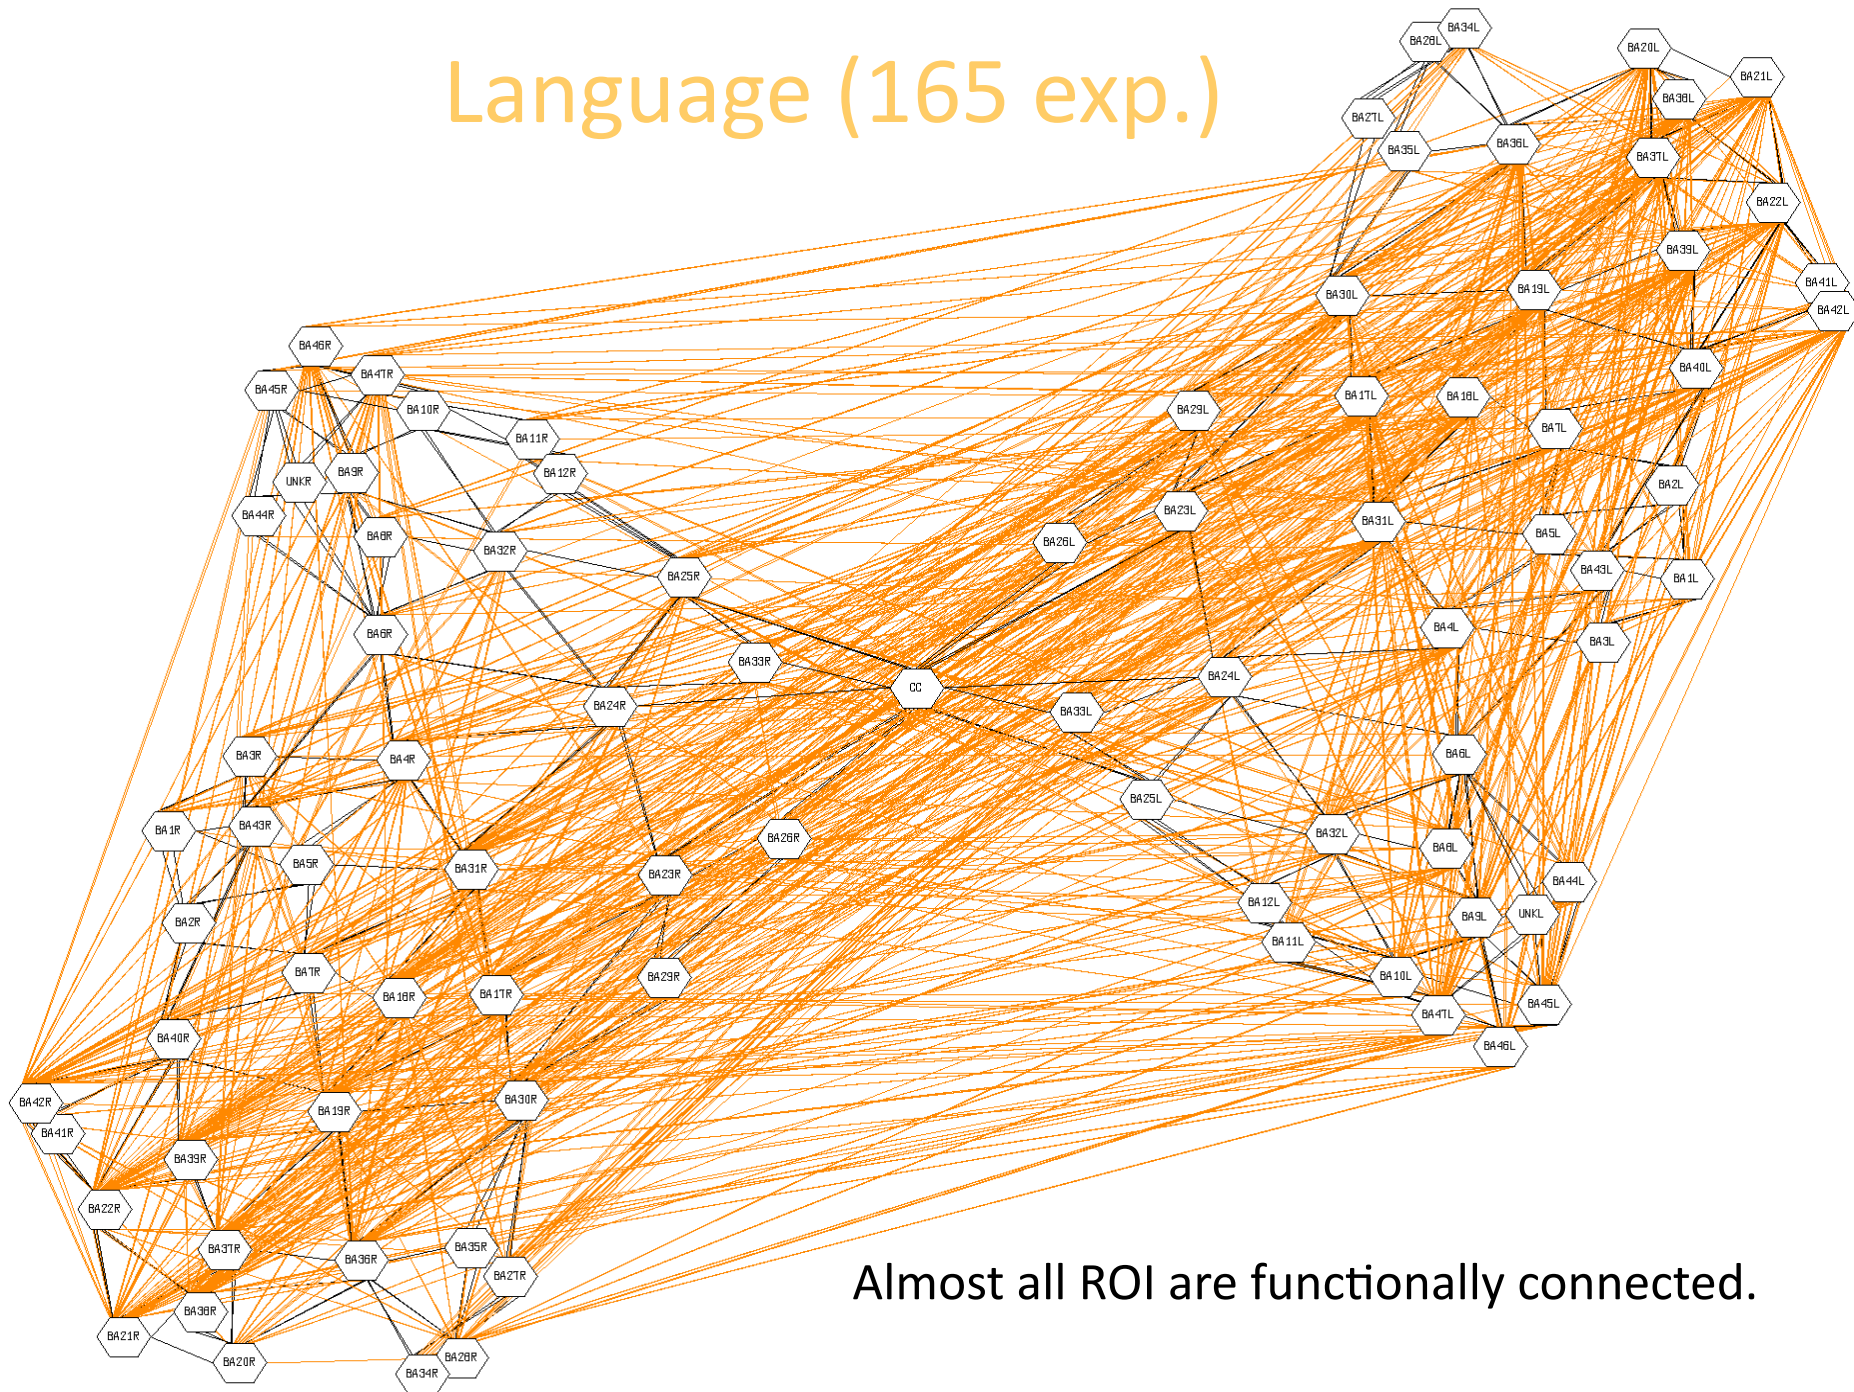 Language (165 exp.)
BA28L
BA34L
BA20L
BA21L
BA38L
BA27L
BA35L
BA36L
BA37L
BA22L
BA39L
BA41L
BA42L
BA30L
BA19L
BA46R
BA45R
BA47R
BA10R
BA40L
BA29L
BA17L
BA18L
BA7L
BA11R
BA12R
UNKR
BA9R
BA2L
BA44R
BA8R
BA32R
BA25R
BA26L
BA23L
BA31L
BA5L
BA43L
BA1L
BA6R
BA33R
BA4L
BA3L
CC
BA24R
BA33L
BA24L
BA3R
BA4R
BA6L
BA25L
BA1R
BA43R
BA5R
BA31R
BA26R
BA23R
BA32L
BA8L
BA44L
BA2R
BA12L
BA11L
BA9L
UNKL
BA7R
BA18R
BA17R
BA29R
BA10L
BA47L
BA45L
BA46L
BA40R
BA42R
BA41R
BA19R
BA30R
BA39R
BA22R
BA37R
BA36R
BA35R
BA27R
BA38R
BA21R
BA20R
BA34R
BA28R
Almost all ROI are functionally connected.